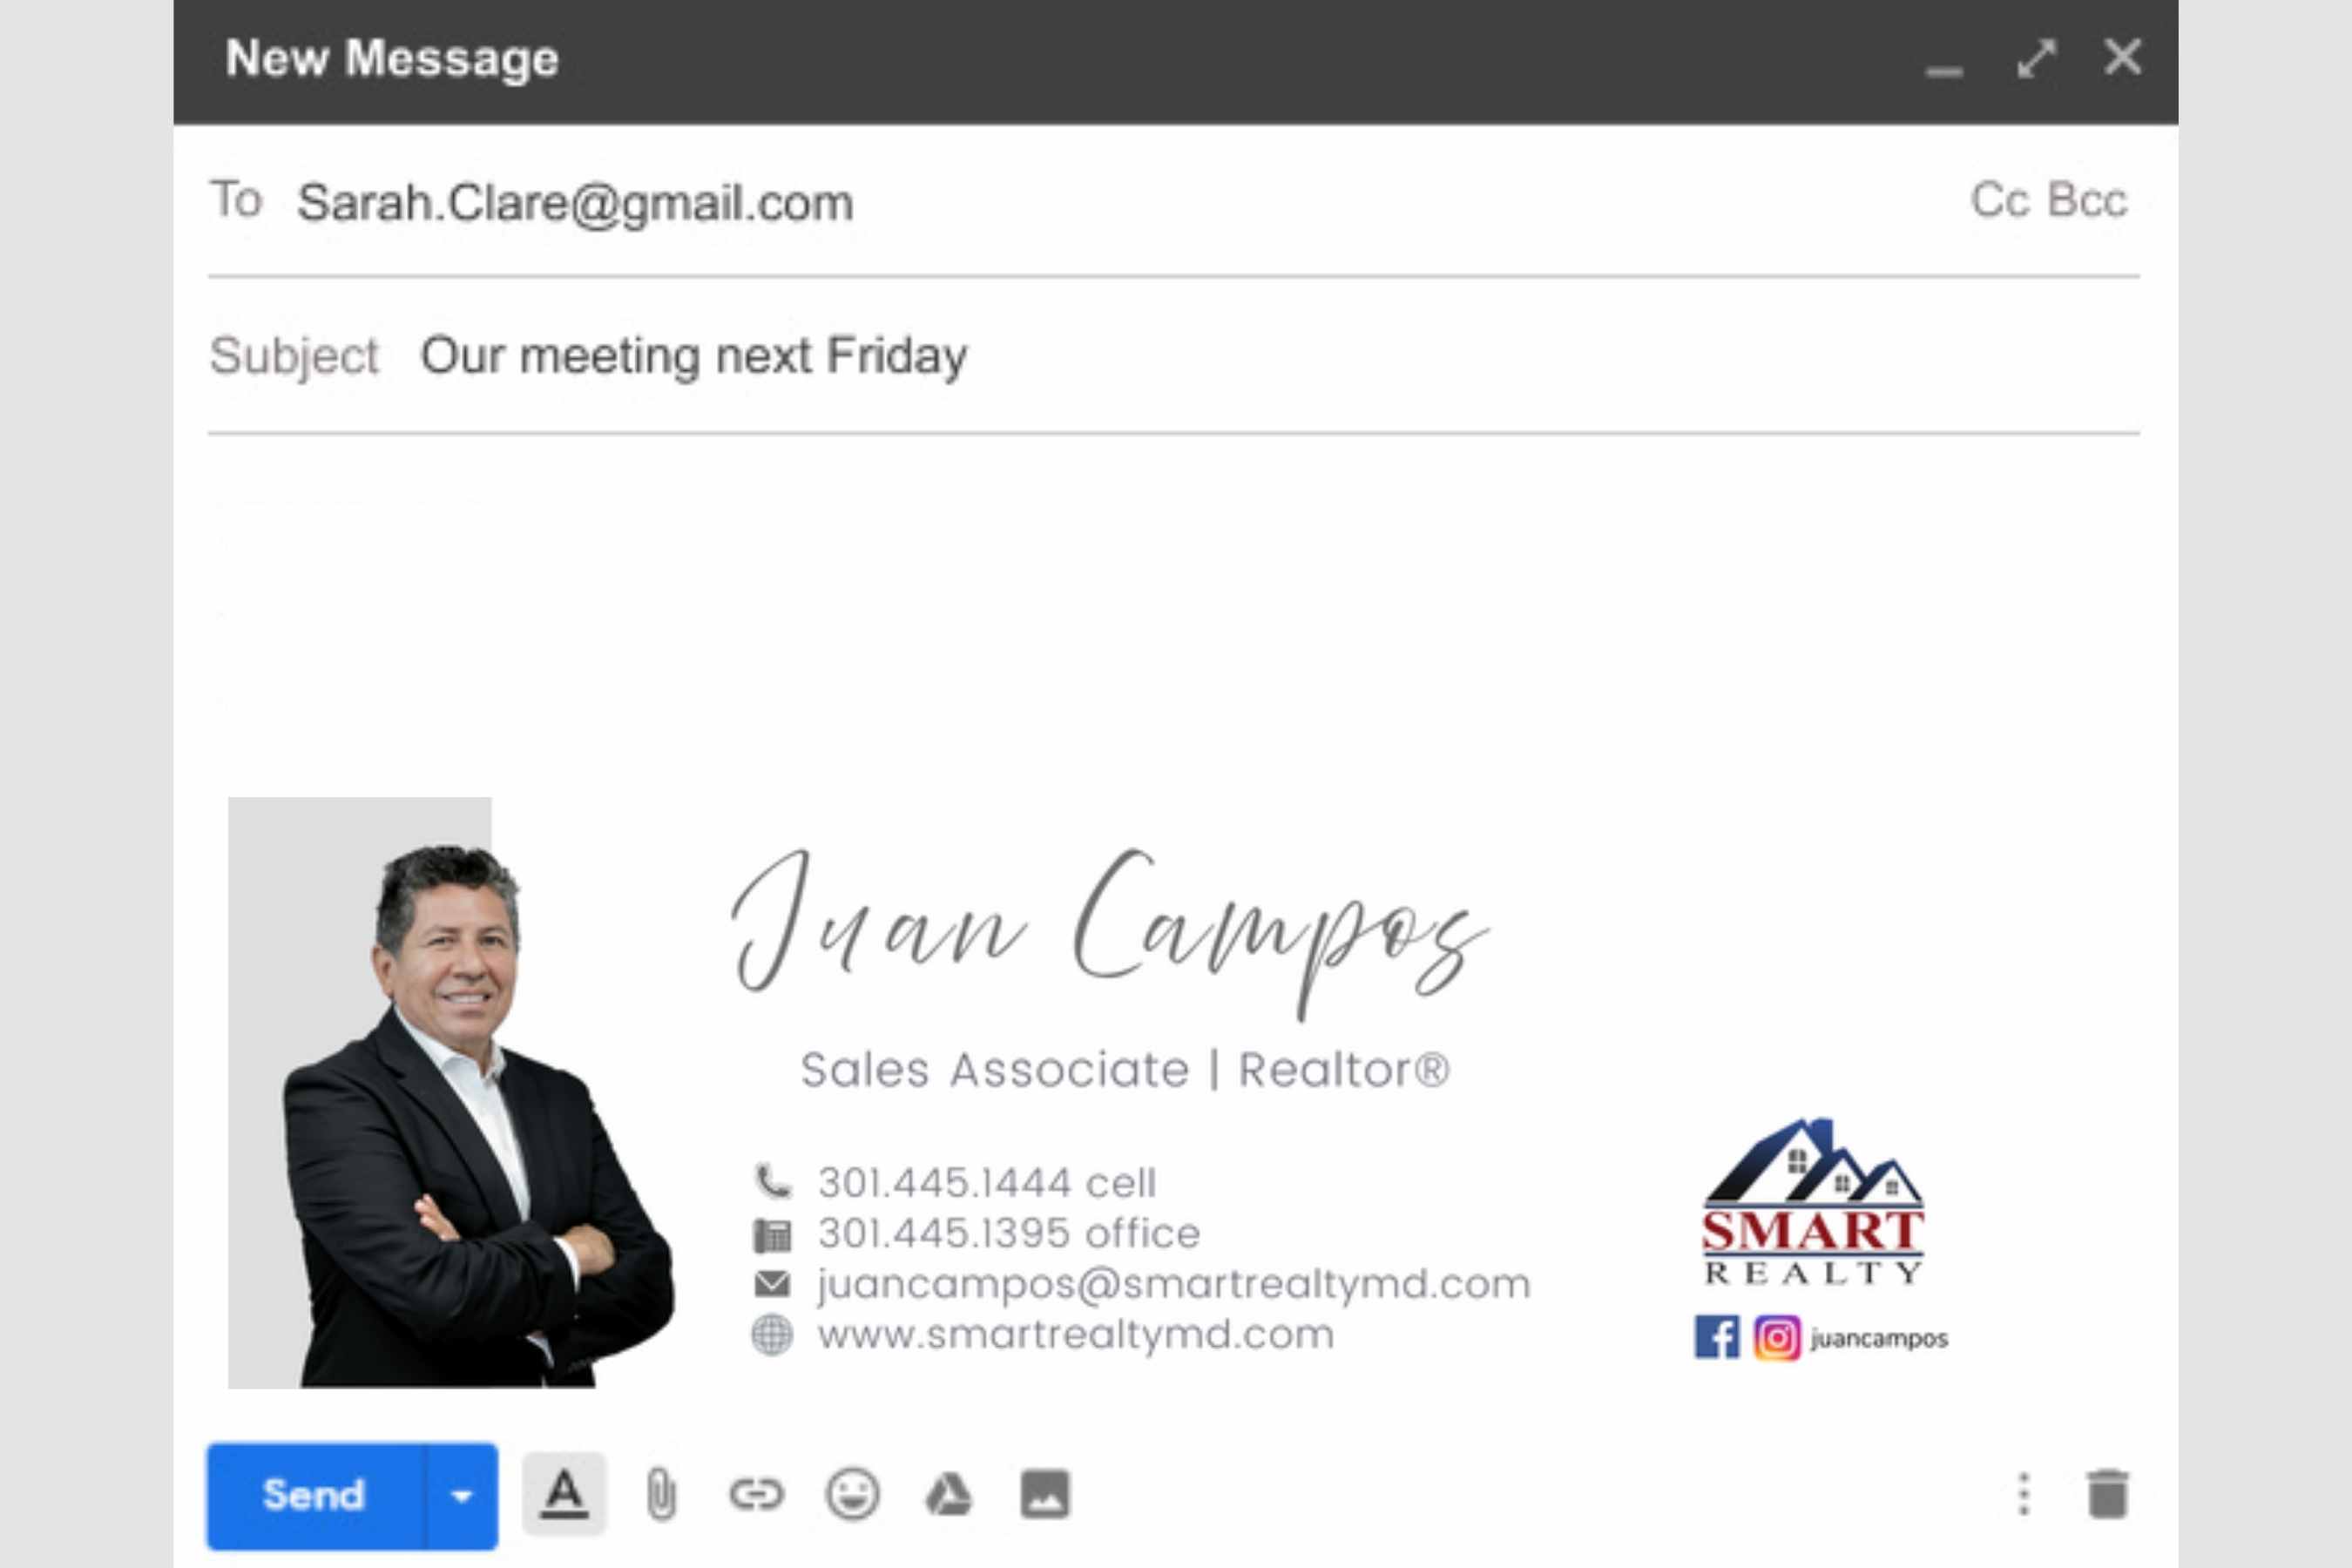 New Message
To Sarah.Clare@gmail.com Cc Bcc
Subject Our meeting next Friday
Juan Campos
Sales Associate | Realtor®
301.445.1444 cell
301.445.1395 office
juancampos@smartrealtymd.com
www.smartrealtymd.com
SMART
REALTY
juancampos
Send